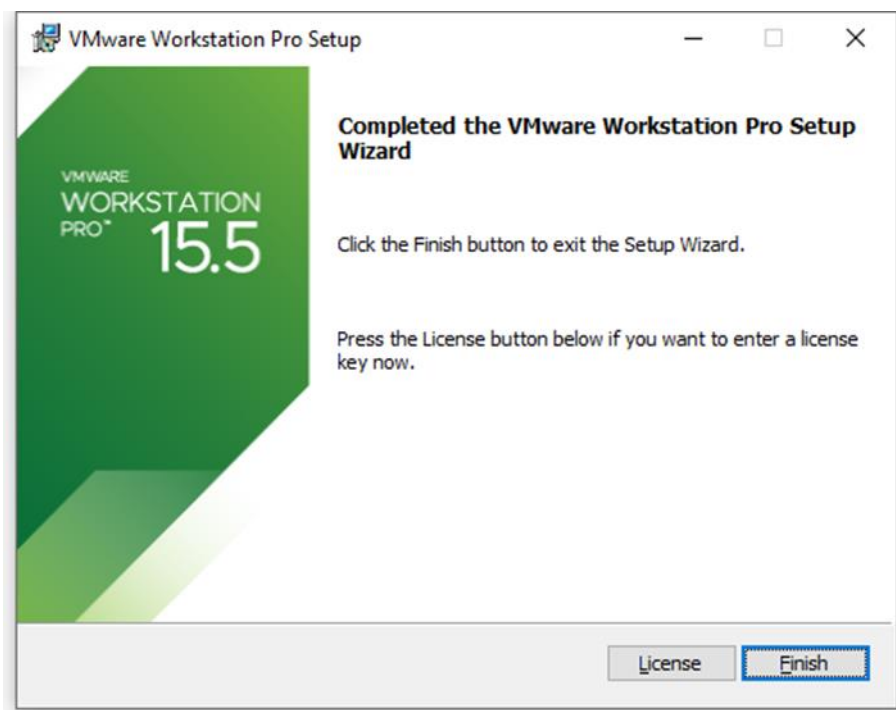 VMware Workstation Pro Setup
Completed the VMware Workstation Pro Setup
Wizard
VMWARE
WORKSTATION
PRO™ 15.5
Click the Finish button to exit the Setup Wizard.
Press the License button below if you want to enter a license
key now.
License
Finish